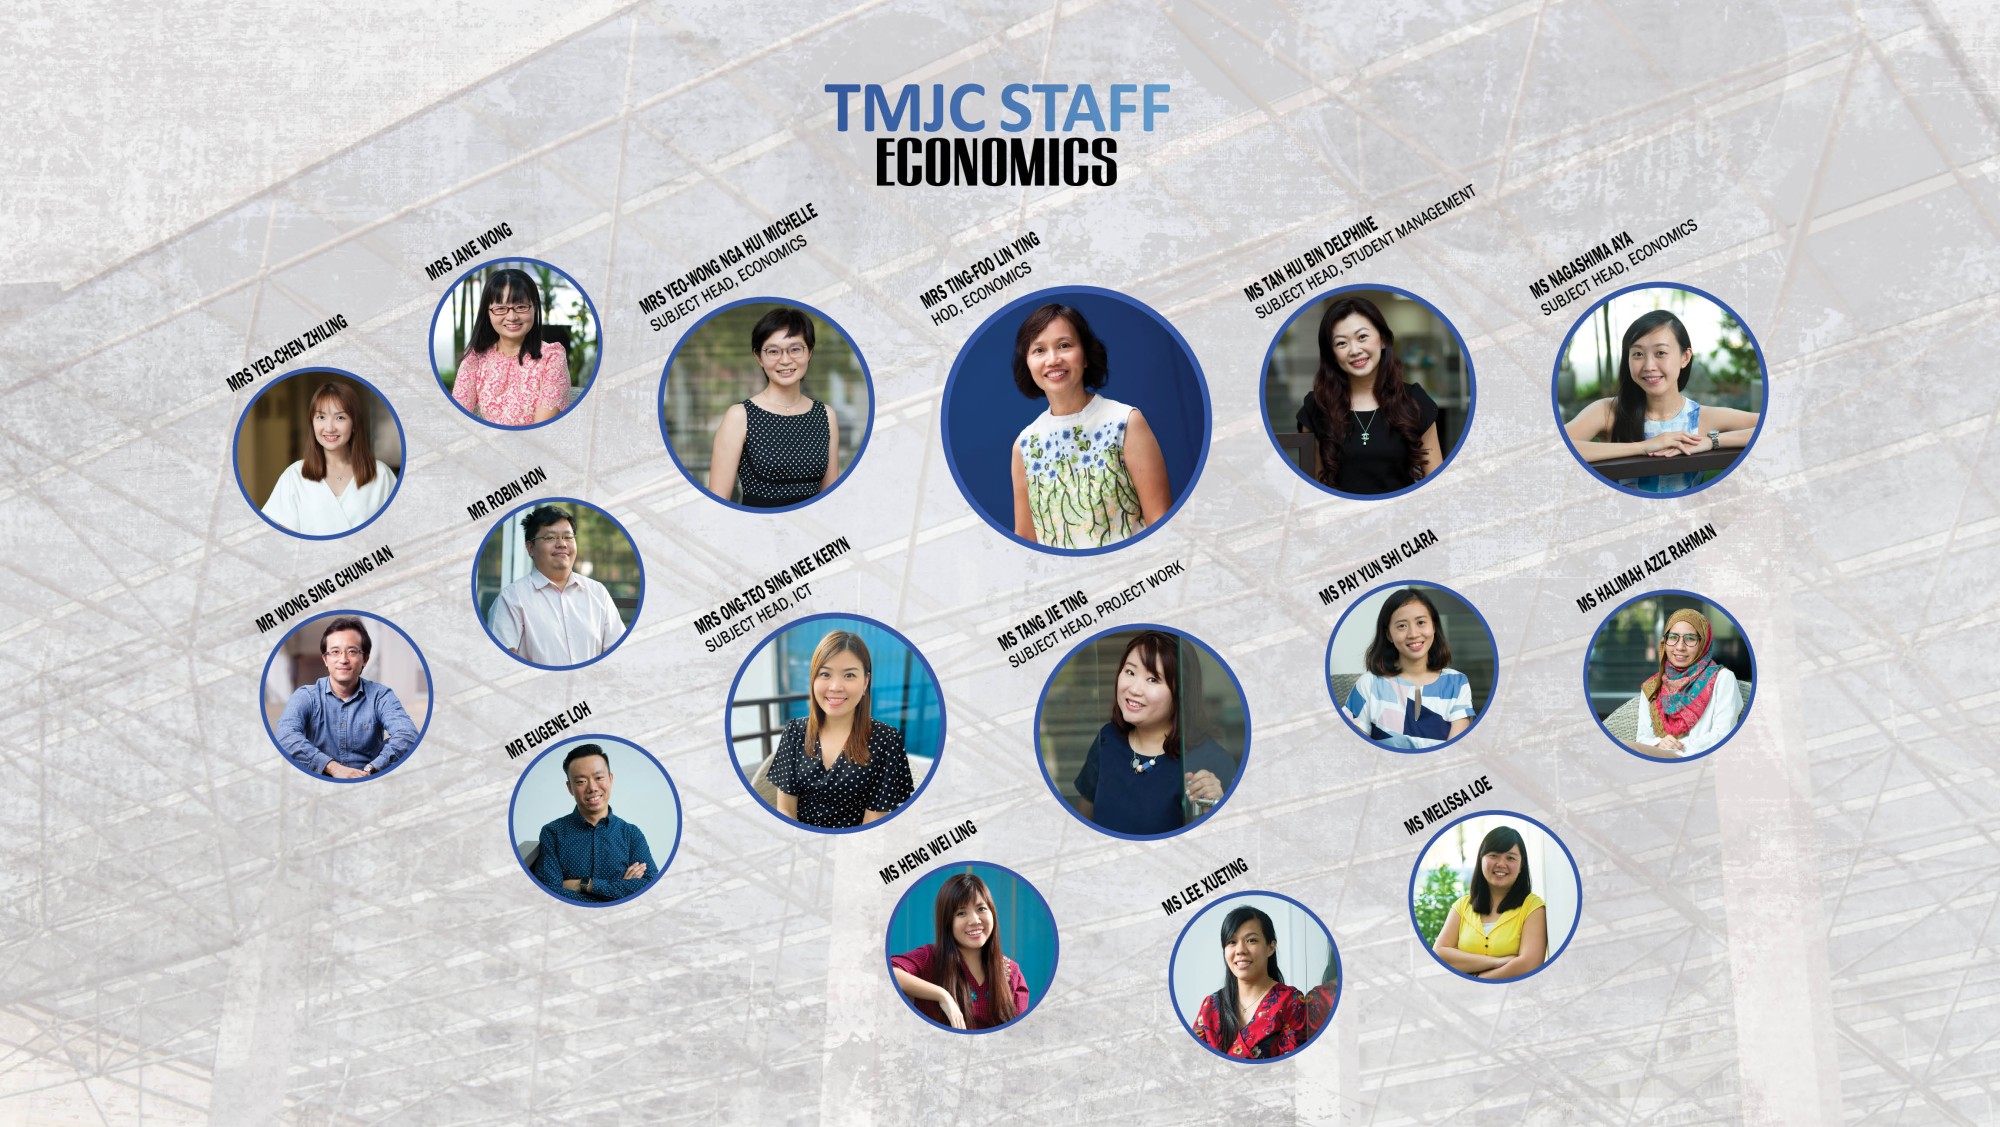 TMJC STAFF
ECONOMICS
MRS YEO-CHEN ZHILING
MRS JANE WONG
MRS YEO-WONG NGA HUI MICHELLE
SUBJECT HEAD, ECONOMICS
MRS TING-FOO LIN YING
HOD, ECONOMICS
MS TAN HUI BIN DELPHINE
SUBJECT HEAD, STUDENT MANAGEMENT
MS NAGASHIMA AYA
SUBJECT HEAD, ECONOMICS
MR WONG SING CHUNG IAN
MR ROBIN HON
MRS ONG-TEO SING NEE KERYN
SUBJECT HEAD, ICT
MS TANG JIE TING
SUBJECT HEAD, PROJECT WORK
MS PAY YUN SHI CLARA
MS HALIMAH AZIZ RAHMAN
MR EUGENE LOH
MS HENG WEI LING
MS LEE XUETING
MS MELISSA LOE